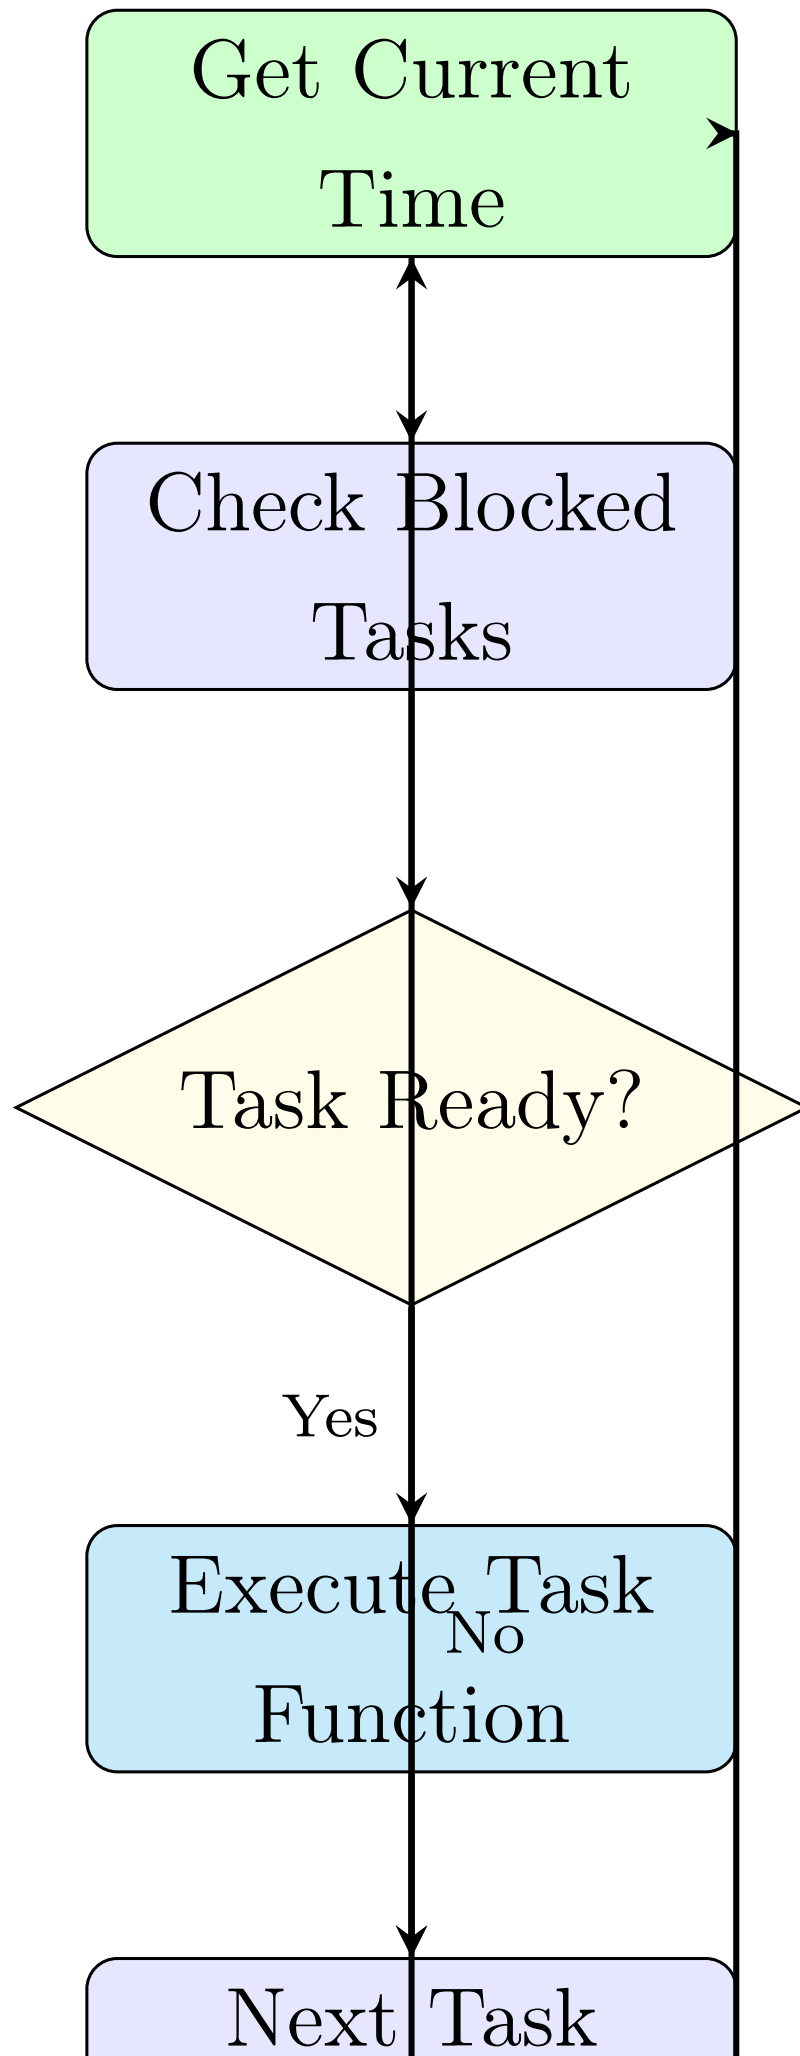 Get Current
Time
Check Blocked
Tasks
Task Ready?
Yes
Execute Task
No
Function
Next Task